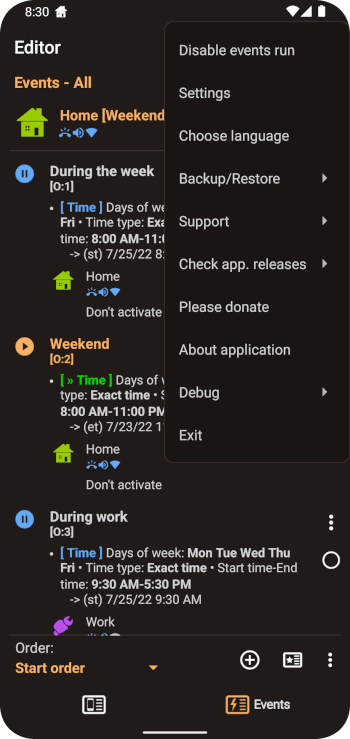 8:30
Editor
Events - All
Home [Weekend
During the week
[O:1]
• [ Time ] Days of we
Fri • Time type: Exa
time: 8:00 AM-11:
-> (st) 7/25/22 8:
Home
Don't activate
Weekend
[O:2]
• [ » Time ] Days of
type: Exact time •
8:00 AM-11:00 PM
-> (et) 7/23/22 1
Home
Don't activate
During work
[O:3]
• [ Time ] Days of week: Mon Tue Wed Thu
Fri • Time type: Exact time • Start time-End
time: 9:30 AM-5:30 PM
-> (st) 7/25/22 9:30 AM
Work
Disable events run
Settings
Choose language
Backup/Restore
Support
Check app. releases
Please donate
About application
Debug
Exit
Order:
Start order
Events